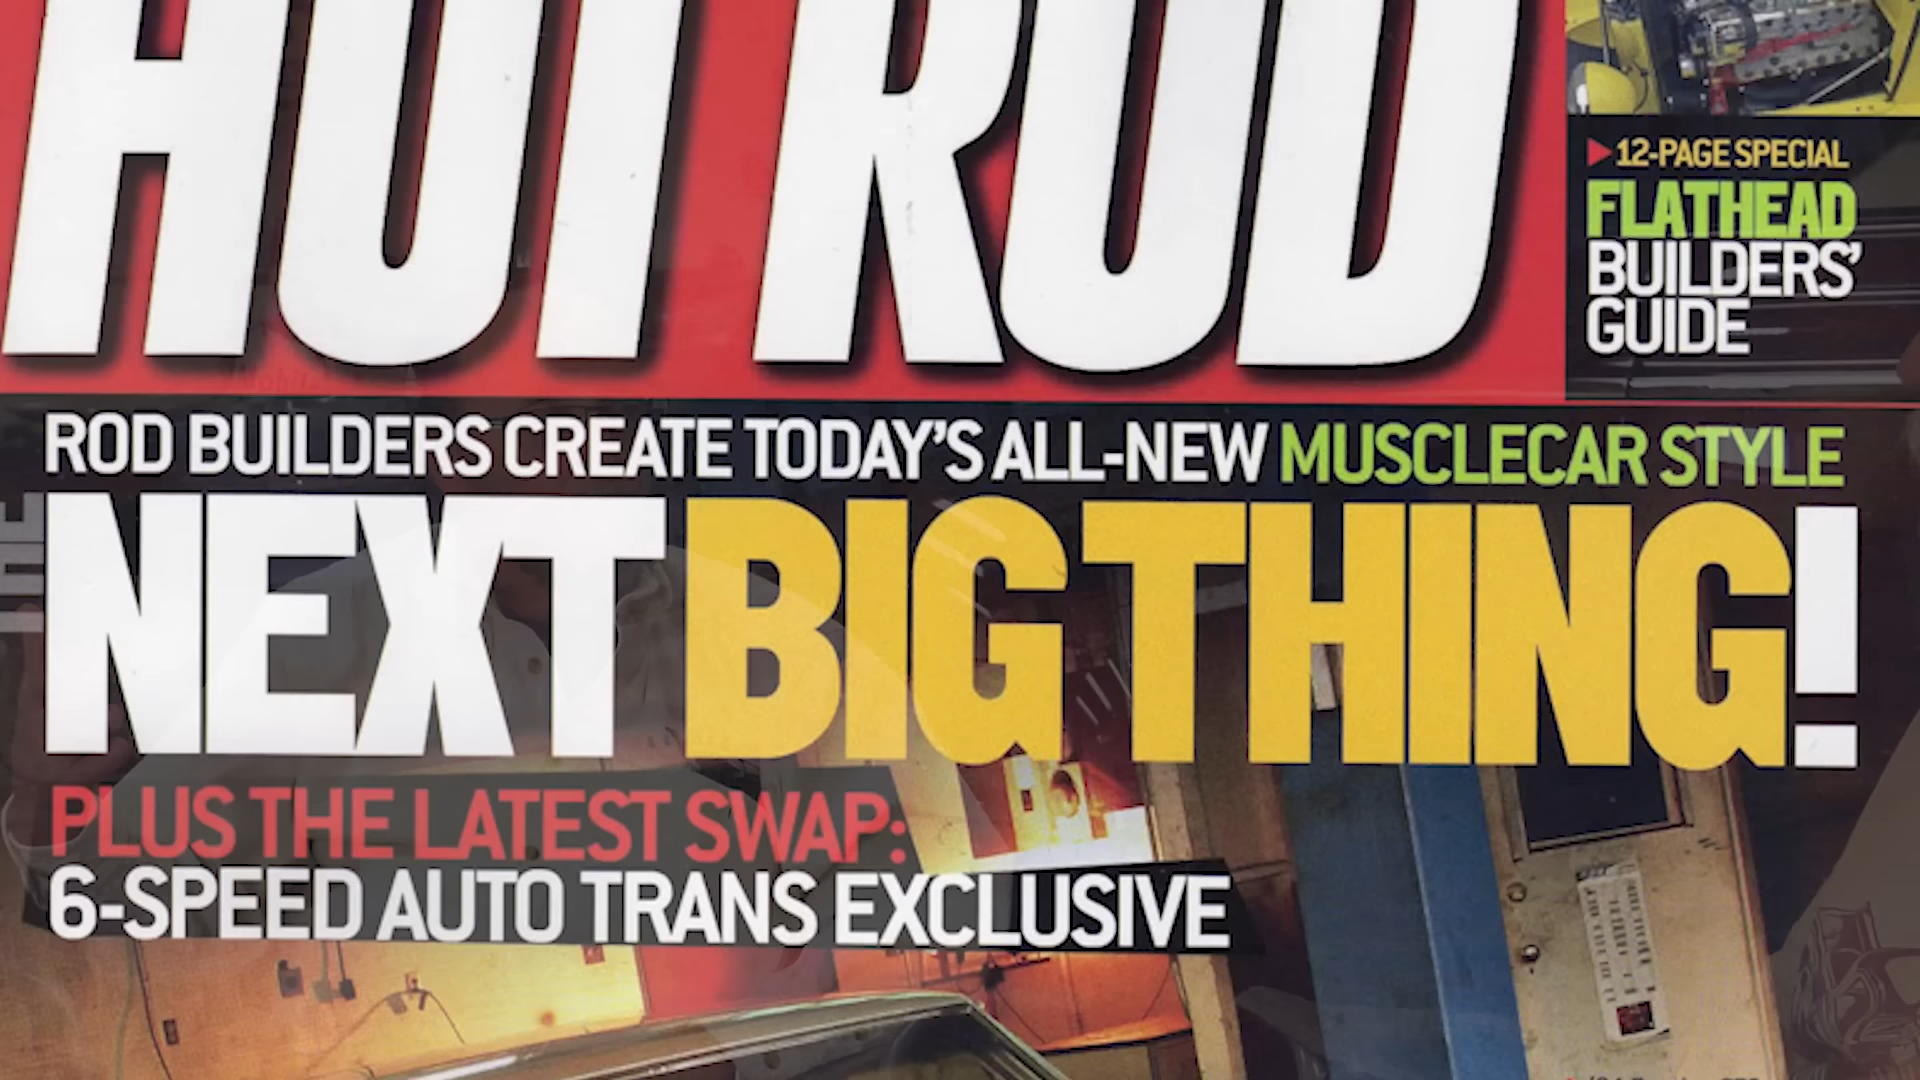 HOT ROD
12-PAGE SPECIAL
FLATHEAD
BUILDERS'
GUIDE
ROD BUILDERS CREATE TODAY'S ALL-NEW MUSCLECAR STYLE
NEXT BIG THING!
PLUS THE LATEST SWAP:
6-SPEED AUTO TRANS EXCLUSIVE